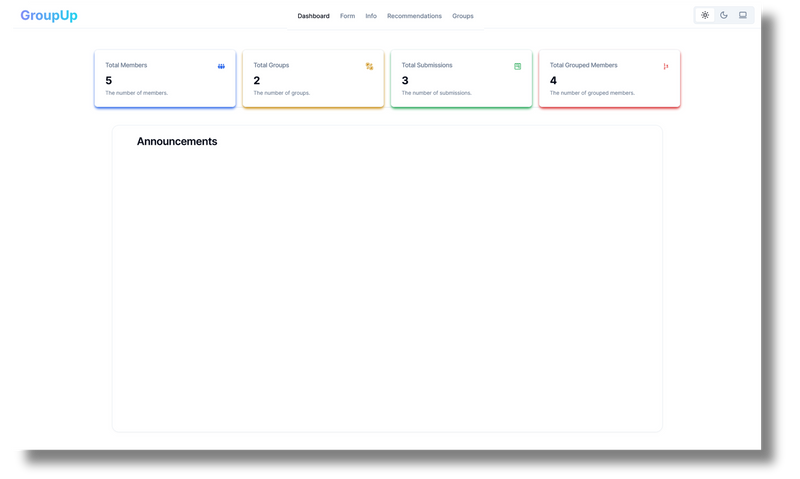 GroupUp
Dashboard Form Info Recommendations Groups
Total Members
5
The number of members.
Total Groups
2
The number of groups.
Total Submissions
3
The number of submissions.
Total Grouped Members
4
The number of grouped members.
Announcements